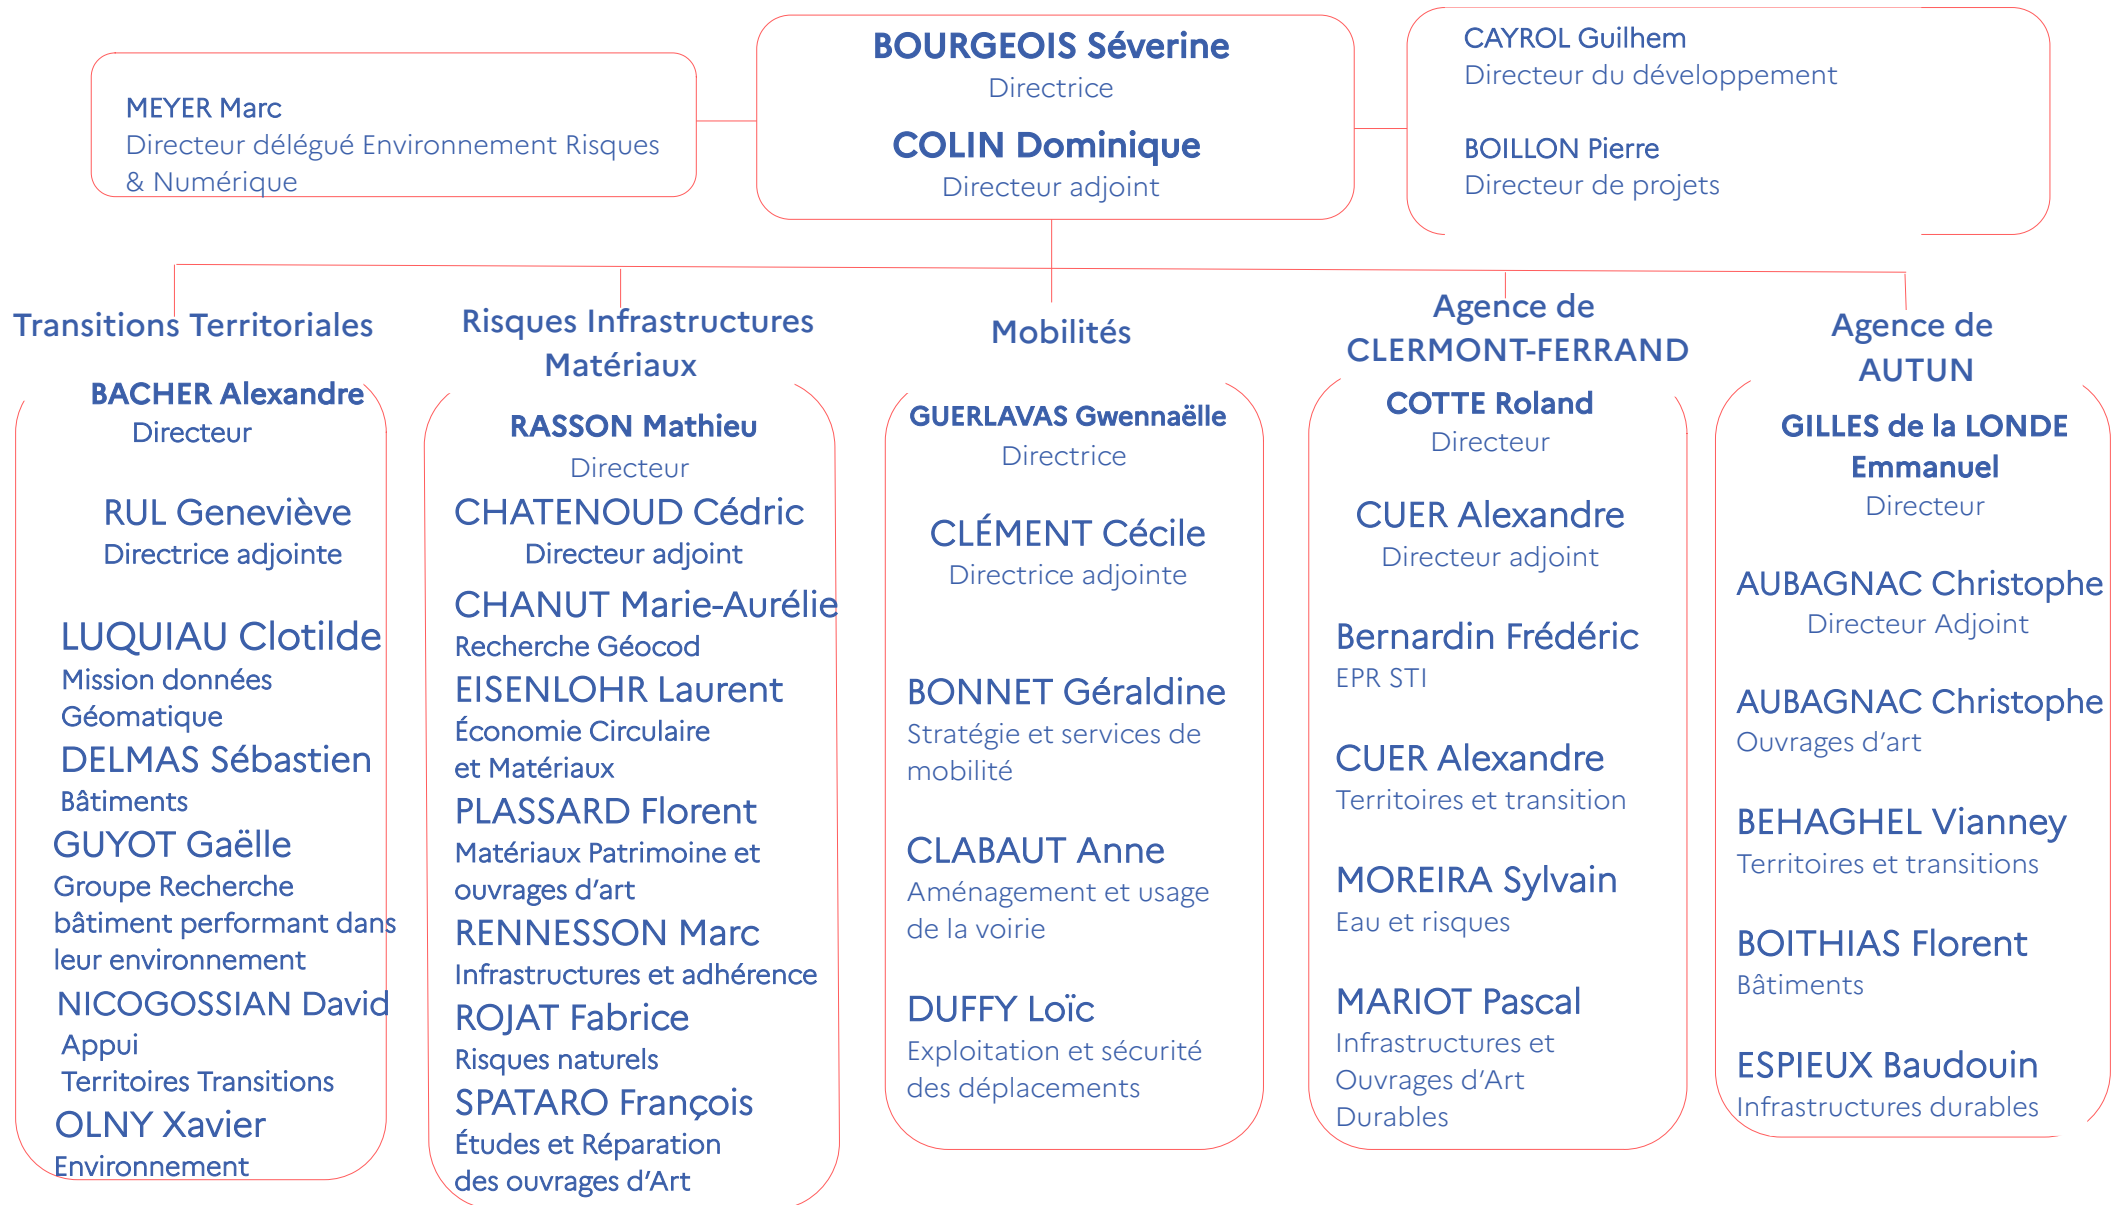 MEYER Marc
Directeur délégué Environnement Risques
& Numérique
BOURGEOIS Séverine
Directrice
COLIN Dominique
Directeur adjoint
CAYROL Guilhem
Directeur du développement
BOILLON Pierre
Directeur de projets
Transitions Territoriales
BACHER Alexandre
Directeur
RUL Geneviève
Directrice adjointe
LUQUIAU Clotilde
Mission données
Géomatique
DELMAS Sébastien
Bâtiments
GUYOT Gaëlle
Groupe Recherche
bâtiment performant dans
leur environnement
NICOGOSSIAN David
Appui
Territoires Transitions
OLNY Xavier
Environnement
Risques Infrastructures
Matériaux
RASSON Mathieu
Directeur
CHATENOUD Cédric
Directeur adjoint
CHANUT Marie-Aurélie
Recherche Géocod
EISENLOHR Laurent
Économie Circulaire
et Matériaux
PLASSARD Florent
Matériaux Patrimoine et
ouvrages d’art
RENNESSON Marc
Infrastructures et adhérence
ROJAT Fabrice
Risques naturels
SPATARO François
Études et Réparation
des ouvrages d’Art
Mobilités
GUERLAVAS Gwennaëlle
Directrice
CLÉMENT Cécile
Directrice adjointe
BONNET Géraldine
Stratégie et services de
mobilité
CLABAUT Anne
Aménagement et usage
de la voirie
DUFFY Loïc
Exploitation et sécurité
des déplacements
Agence de
CLERMONT-FERRAND
COTTE Roland
Directeur
CUER Alexandre
Directeur adjoint
Bernardin Frédéric
EPR STI
CUER Alexandre
Territoires et transition
MOREIRA Sylvain
Eau et risques
MARIOT Pascal
Infrastructures et
Ouvrages d’Art
Durables
Agence de
AUTUN
GILLES de la LONDE
Emmanuel
Directeur
AUBAGNAC Christophe
Directeur Adjoint
AUBAGNAC Christophe
Ouvrages d’art
BEHAGHEL Vianney
Territoires et transitions
BOITHIAS Florent
Bâtiments
ESPIEUX Baudouin
Infrastructures durables